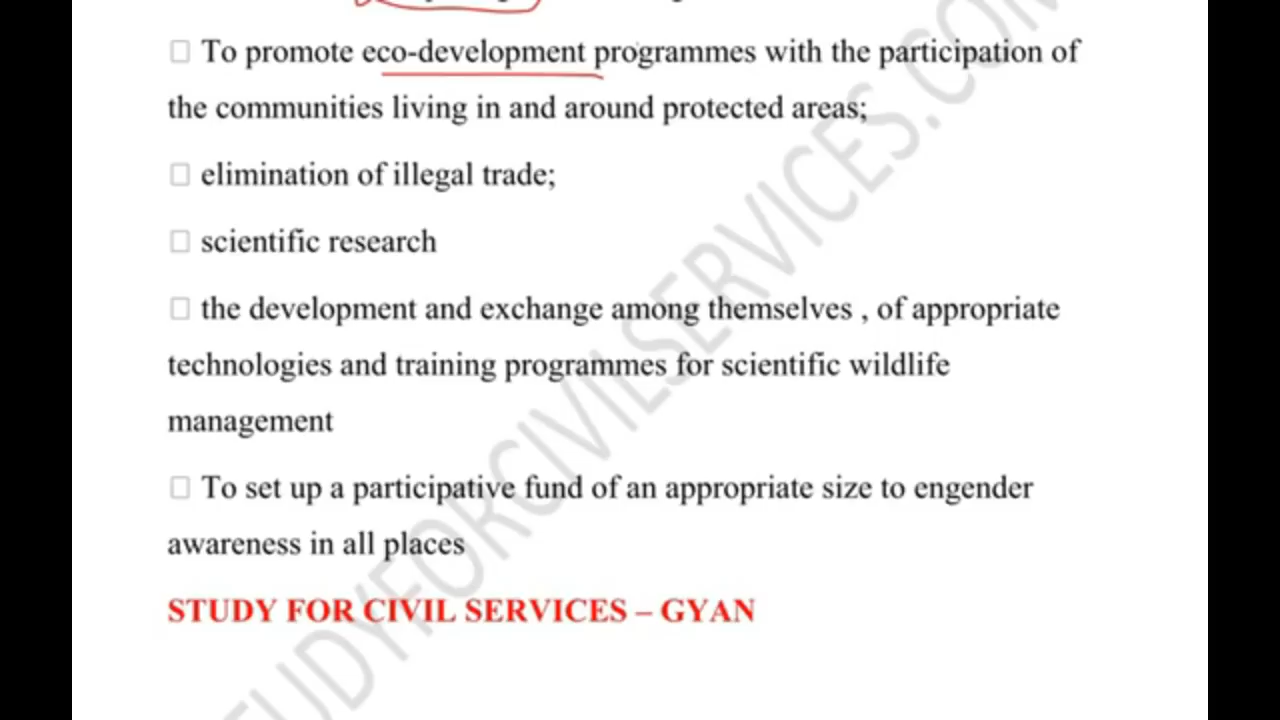 ☐ To promote eco-development programmes with the participation of
the communities living in and around protected areas;
☐ elimination of illegal trade;
☐ scientific research
☐ the development and exchange among themselves , of appropriate
technologies and training programmes for scientific wildlife
management
☐ To set up a participative fund of an appropriate size to engender
awareness in all places
STUDY FOR CIVIL SERVICES – GYAN
STUDYFORCIVILSERVICES.COM